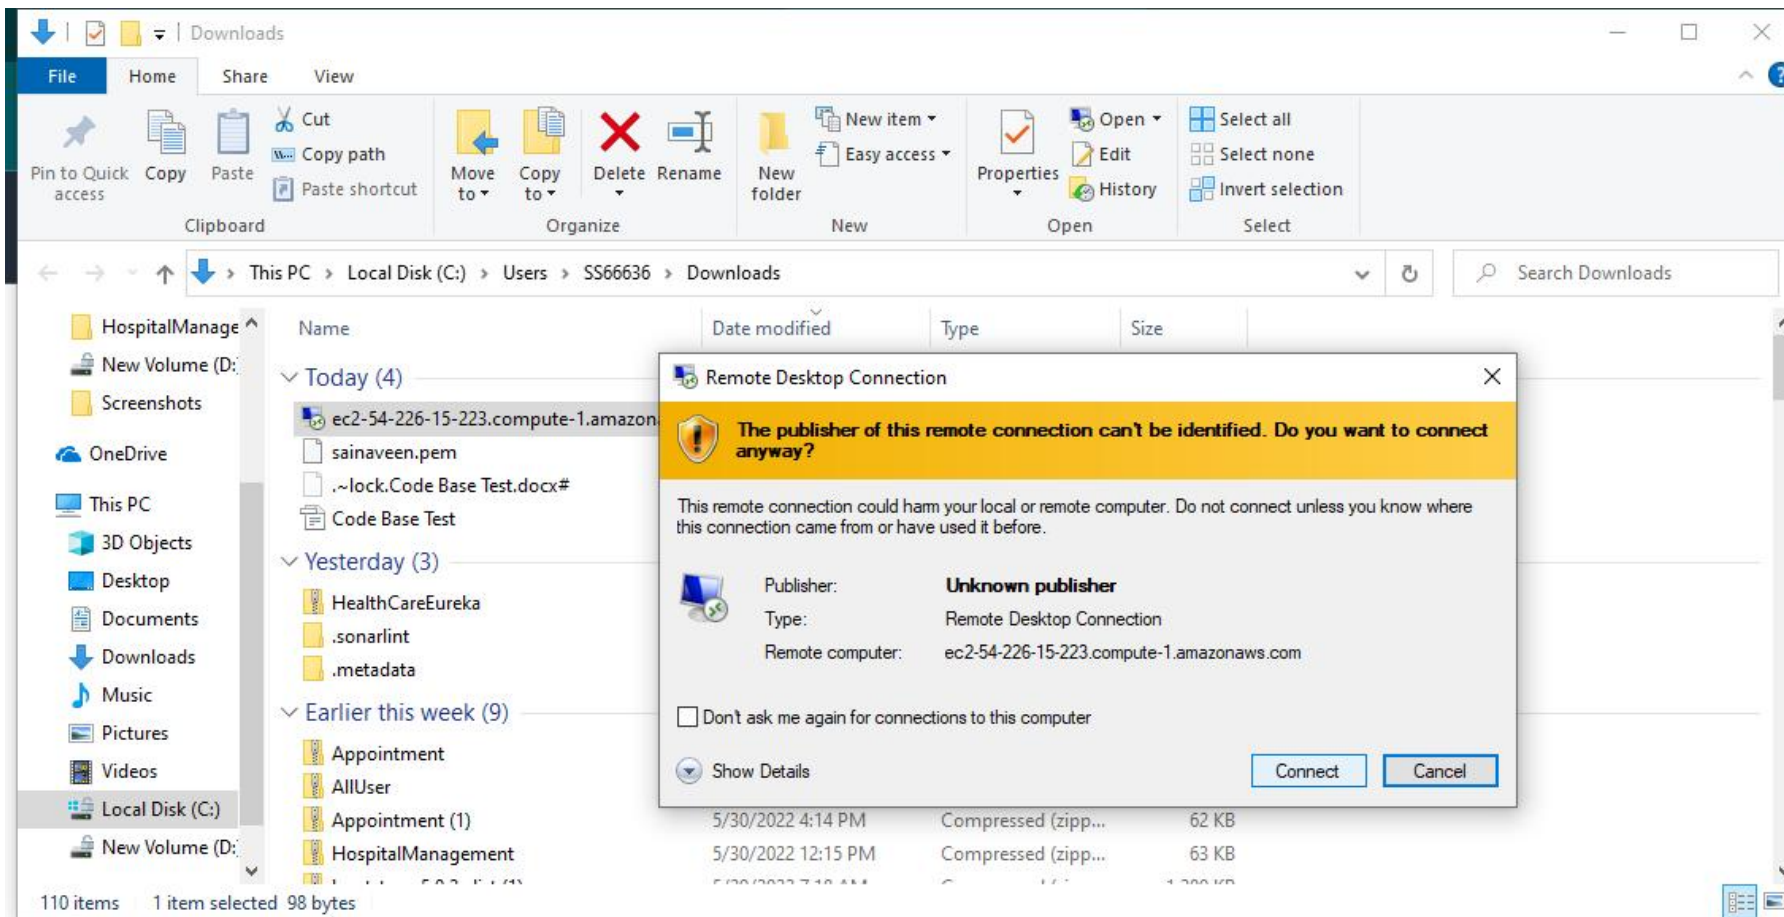 Downloads
File Home Share View
Pin to Quick access
Copy
Paste
Cut
Copy path
Paste shortcut
Clipboard
Move to
Copy to
Delete
Rename
Organize
New folder
New item
Easy access
New
Properties
Open
Edit
History
Open
Select all
Select none
Invert selection
Select
This PC > Local Disk (C:) > Users > SS66636 > Downloads
Search Downloads
HospitalManage
New Volume (D:
Screenshots
OneDrive
This PC
3D Objects
Desktop
Documents
Downloads
Music
Pictures
Videos
Local Disk (C:)
New Volume (D:
Name Date modified Type Size
Today (4)
ec2-54-226-15-223.compute-1.amazon
sainaveen.pem
.~lock.Code Base Test.docx#
Code Base Test
Yesterday (3)
HealthCareEureka
.sonarlint
.metadata
Earlier this week (9)
Appointment
AllUser
Appointment (1) 5/30/2022 4:14 PM Compressed (zipp... 62 KB
HospitalManagement 5/30/2022 12:15 PM Compressed (zipp... 63 KB
Remote Desktop Connection
The publisher of this remote connection can't be identified. Do you want to connect
anyway?
This remote connection could harm your local or remote computer. Do not connect unless you know where
this connection came from or have used it before.
Publisher: Unknown publisher
Type: Remote Desktop Connection
Remote computer: ec2-54-226-15-223.compute-1.amazonaws.com
Don't ask me again for connections to this computer
Show Details
Connect
Cancel
110 items 1 item selected 98 bytes